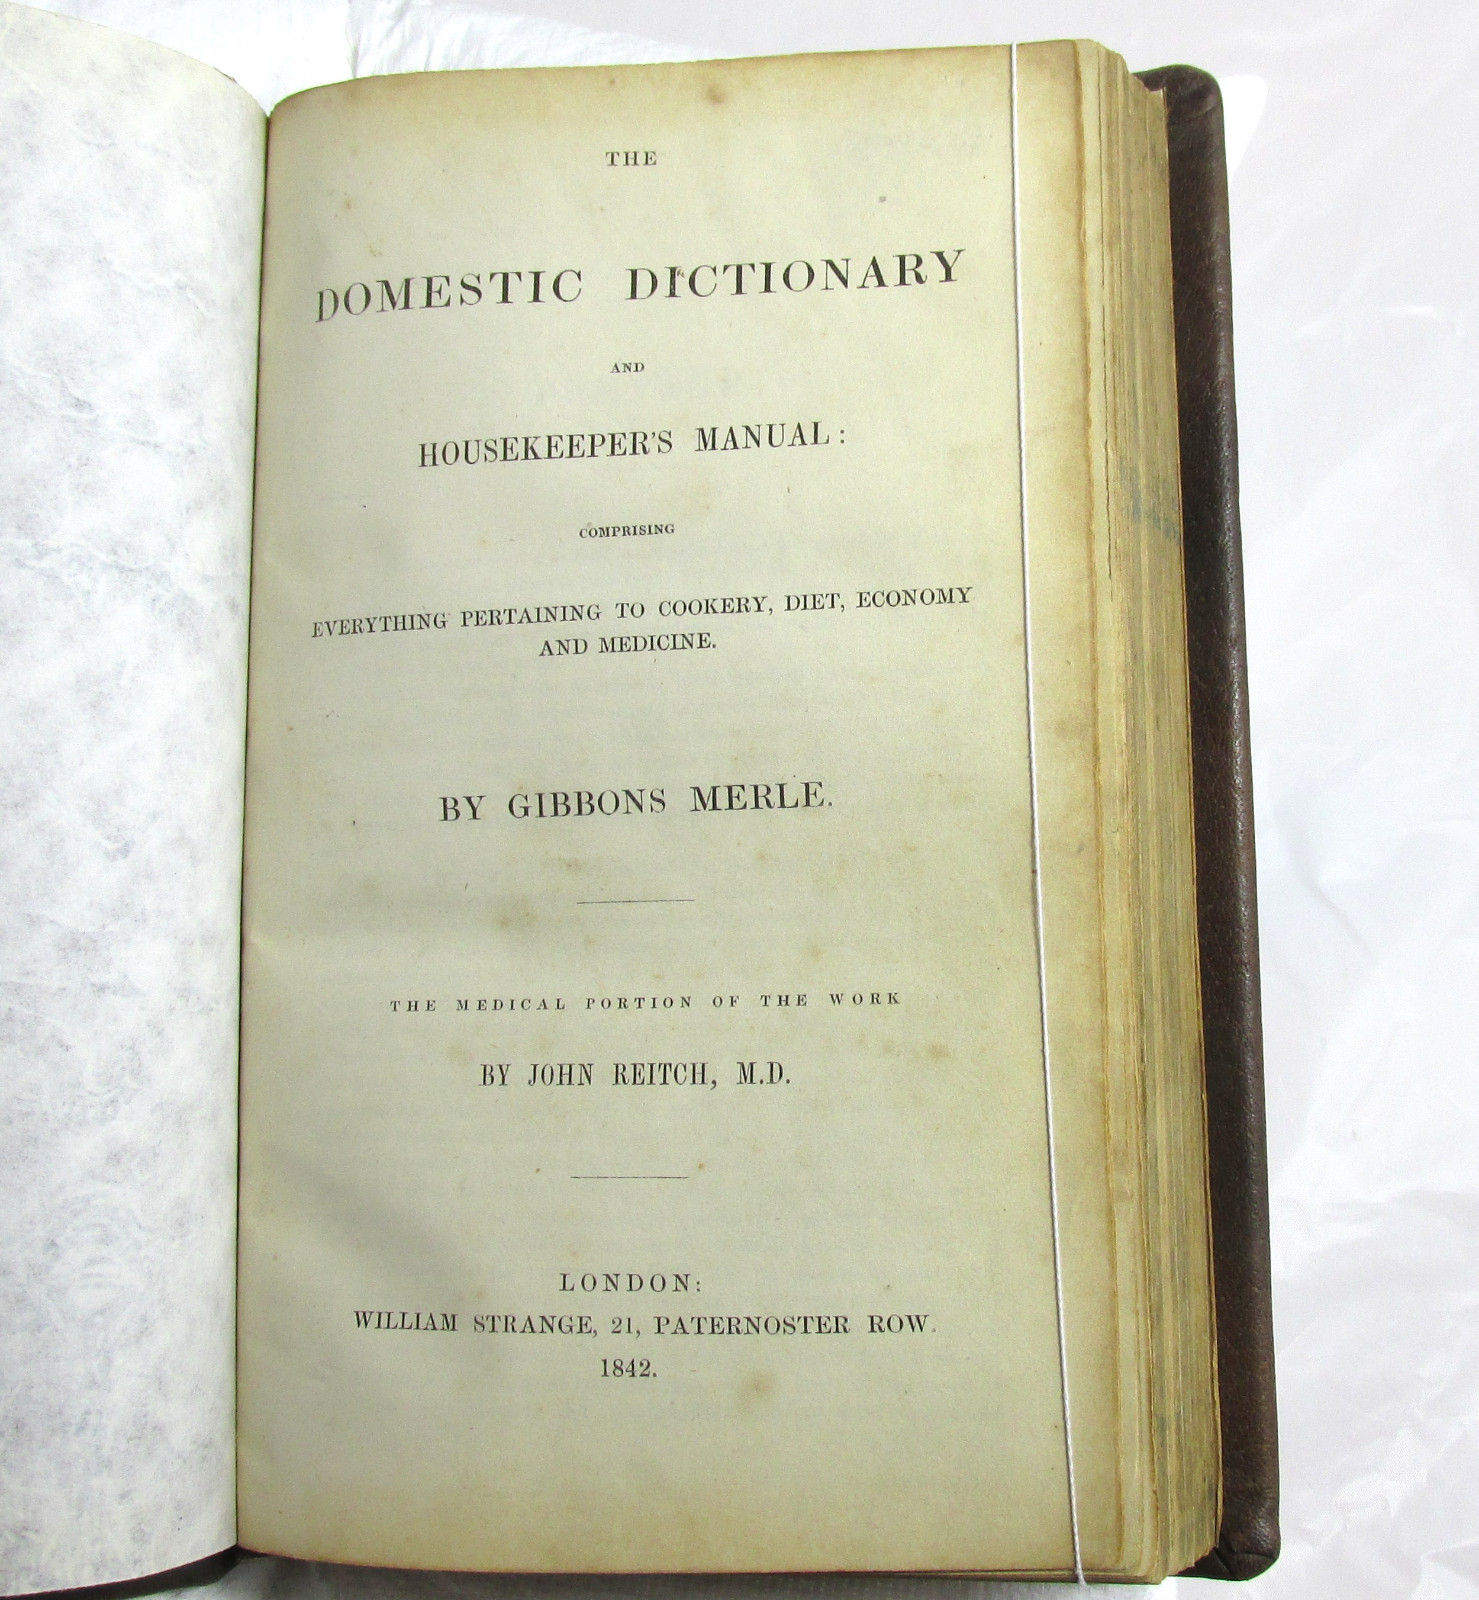 THE
DOMESTIC DICTIONARY
AND
HOUSEKEEPER'S MANUAL:
COMPRISING
EVERYTHING PERTAINING TO COOKERY, DIET, ECONOMY
AND MEDICINE.
BY GIBBONS MERLE.
THE MEDICAL PORTION OF THE WORK
BY JOHN REITCH, M.D.
LONDON:
WILLIAM STRANGE, 21, PATERNOSTER ROW.
1842.